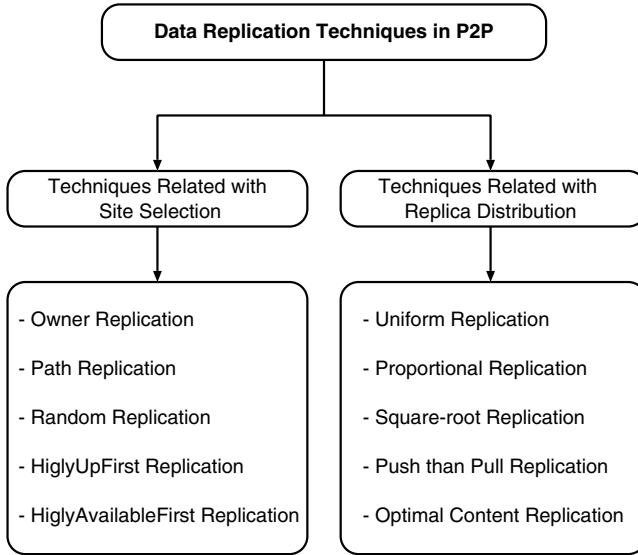 Data Replication Techniques in P2P
Techniques Related with
Site Selection
Techniques Related with
Replica Distribution
- Owner Replication
- Path Replication
- Random Replication
- HiglyUpFirst Replication
- HiglyAvailableFirst Replication
- Uniform Replication
- Proportional Replication
- Square-root Replication
- Push than Pull Replication
- Optimal Content Replication